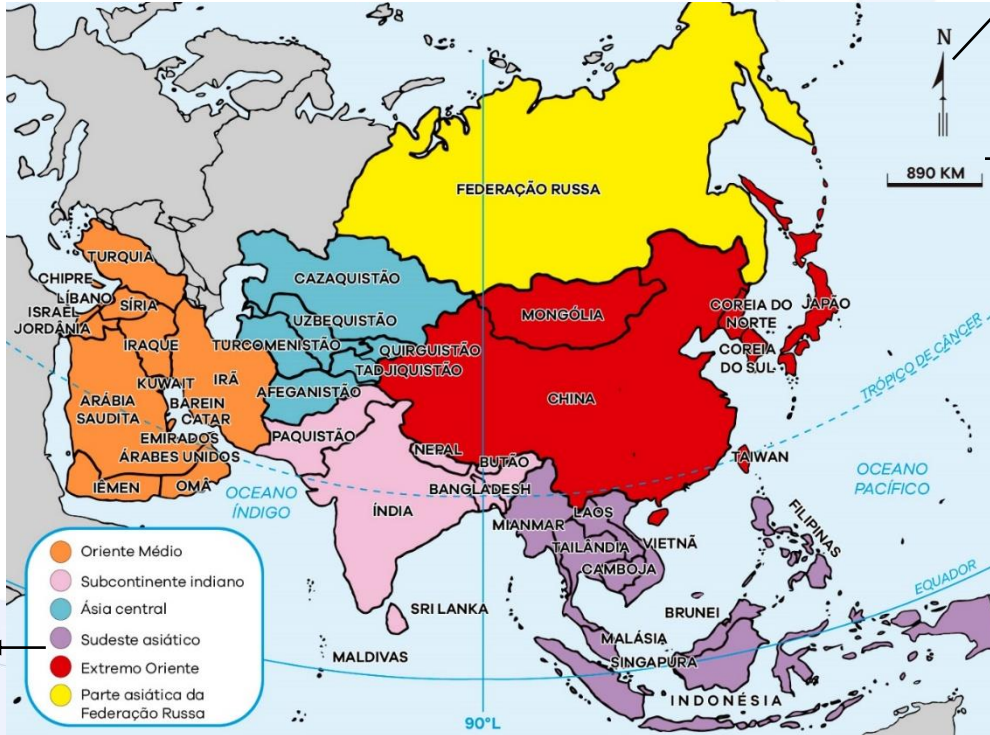 N
890 KM
FEDERAÇÃO RUSSA
TURQUIA
CHIPRE
LÍBANO
SÍRIA
ISRAEL
JORDÂNIA
IRAQUE
KUWAIT
IRÃ
BAREIN
CATAR
ARÁBIA
SAUDITA
EMIRADOS
ÁRABES UNIDOS
IÊMEN
OMÃ
CAZAQUISTÃO
UZBEQUISTÃO
TURCOMENISTÃO
QUIRGUISTÃO
TADJIQUISTÃO
AFEGANISTÃO
MONGÓLIA
CHINA
COREIA DO
NORTE
JAPÃO
COREIA
DO SUL
TRÓPICO DE CÂNCER
TAIWAN
PAQUISTÃO
NEPAL
BUTÃO
BANGLADESH
ÍNDIA
OCEANO
ÍNDIGO
OCEANO
PACÍFICO
MIANMAR
LAOS
TAILÂNDIA
VIETNÃ
CAMBOJA
FILIPINAS
SRI LANKA
MALDIVAS
BRUNEI
EQUADOR
MALÁSIA
SINGAPURA
INDONÉSIA
90°L
Oriente Médio
Subcontinente indiano
Ásia central
Sudeste asiático
Extremo Oriente
Parte asiática da
Federação Russa